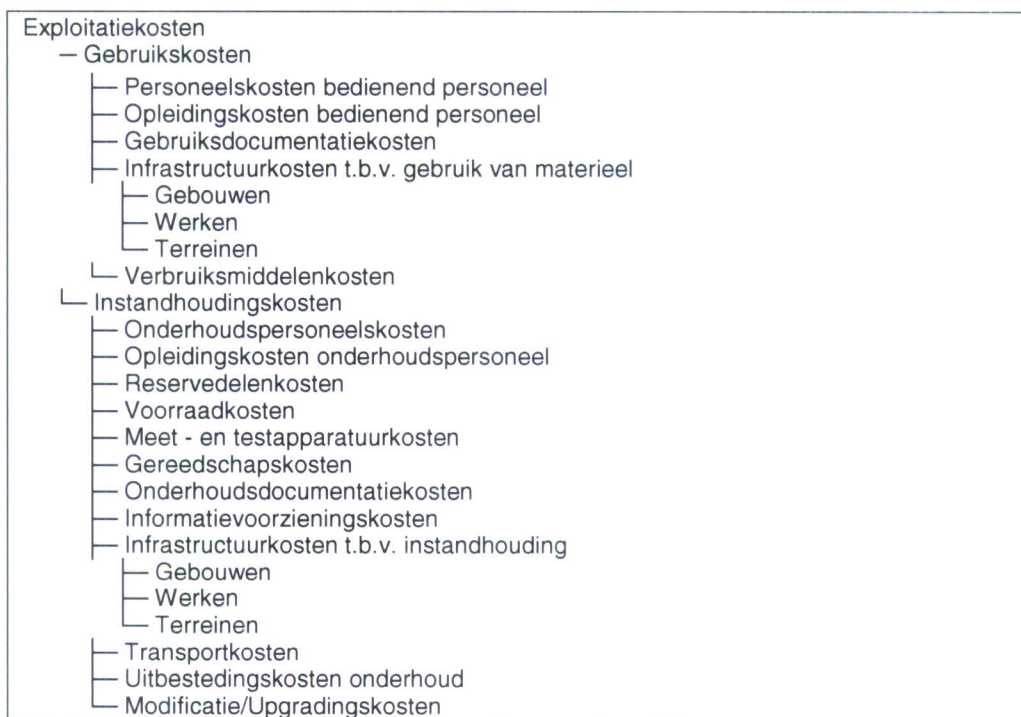 Exploitatiekosten
Gebruikskosten
Personeelskosten bedienend personeel
Opleidingskosten bedienend personeel
Gebruiksdocumentatiekosten
Infrastructuurkosten t.b.v. gebruik van materieel
Gebouwen
Werken
Terreinen
Verbruiksmiddelenkosten
Instandhoudingskosten
Onderhoudspersoneelskosten
Opleidingskosten onderhoudspersoneel
Reservedelenkosten
Voorraadkosten
Meet - en testapparatuurkosten
Gereedschapskosten
Onderhoudsdocumentatiekosten
Informatievoorzieningskosten
Infrastructuurkosten t.b.v. instandhouding
Gebouwen
Werken
Terreinen
Transportkosten
Uitbestedingskosten onderhoud
Modificatie/Upgradingskosten